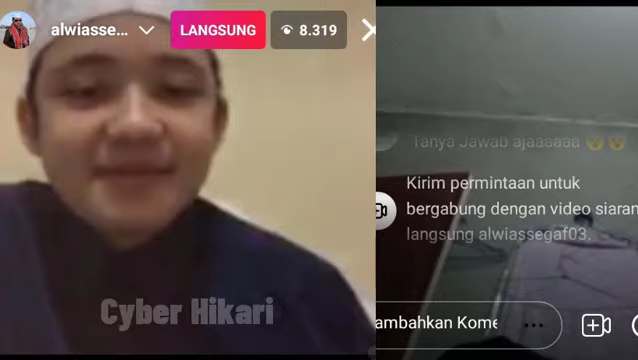 alwiasse...
LANGSUNG
8.319
Cyber Hikari
Tanya Jawab ajaaaaaa 😯😯
Kirim permintaan untuk
bergabung dengan video siaran
langsung alwiassegaf03.
ambahkan Kome